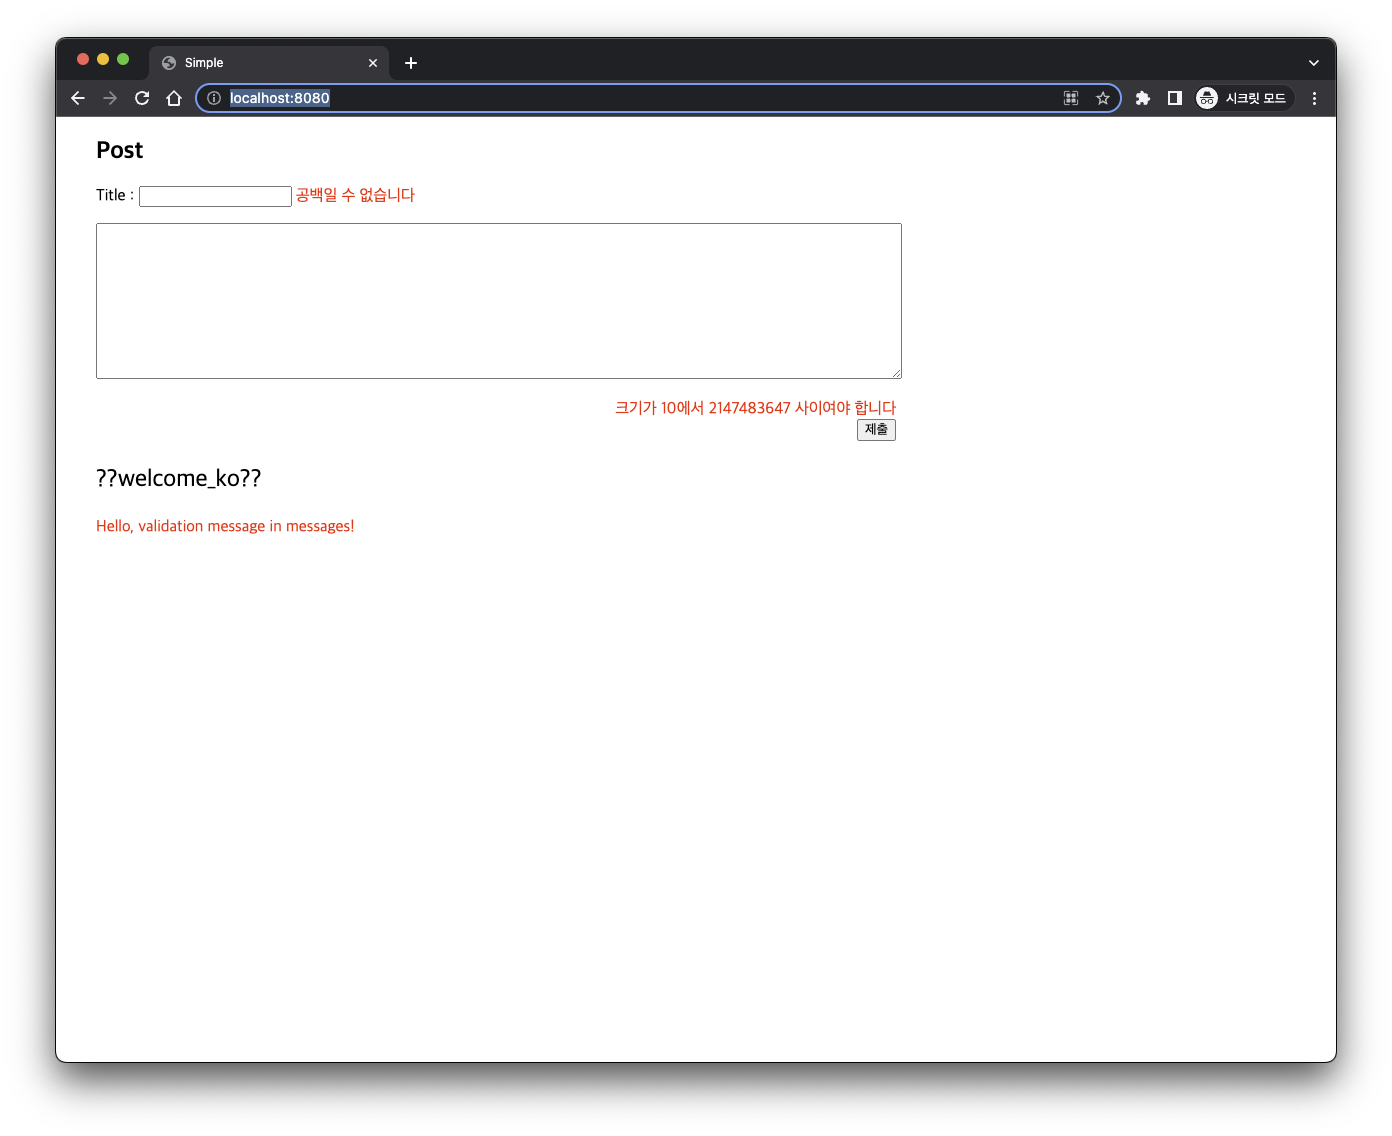 Simple
localhost:8080
시크릿 모드
Post
Title : 공백일 수 없습니다
크기가 10에서 2147483647 사이여야 합니다
제출
??welcome_ko??
Hello, validation message in messages!